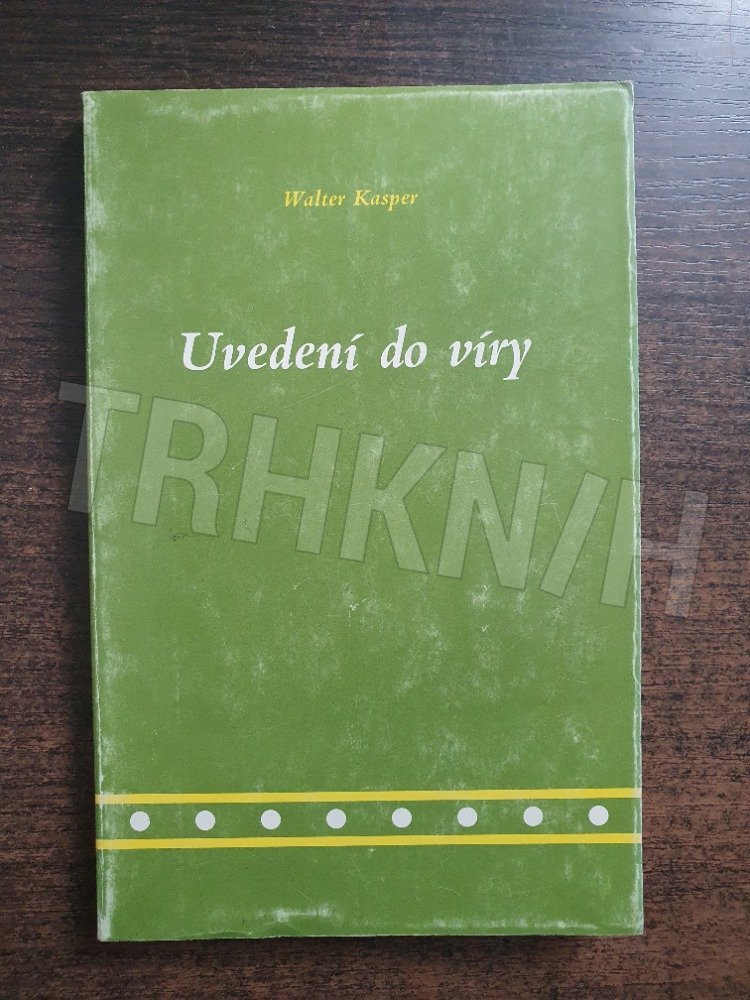 Walter Kasper
Uvedení do víry
TRHKNIH